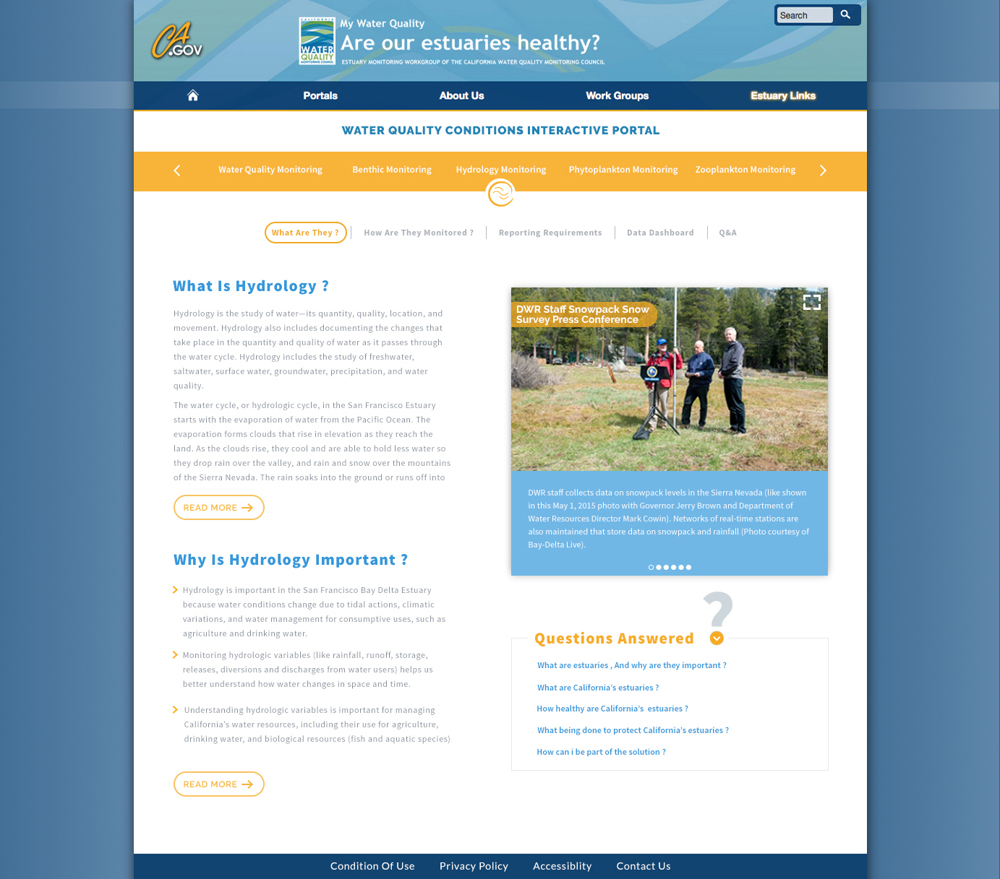 CA.GOV
CALIFORNIA
WATER
QUALITY
MONITORING COUNCIL
My Water Quality
Are our estuaries healthy?
ESTUARY MONITORING WORKGROUP OF THE CALIFORNIA WATER QUALITY MONITORING COUNCIL
Search
Portals
About Us
Work Groups
Estuary Links
WATER QUALITY CONDITIONS INTERACTIVE PORTAL
Water Quality Monitoring
Benthic Monitoring
Hydrology Monitoring
Phytoplankton Monitoring
Zooplankton Monitoring
What Are They ?
How Are They Monitored ?
Reporting Requirements
Data Dashboard
Q&A
What Is Hydrology ?
Hydrology is the study of water—its quantity, quality, location, and
movement. Hydrology also includes documenting the changes that
take place in the quantity and quality of water as it passes through
the water cycle. Hydrology includes the study of freshwater,
saltwater, surface water, groundwater, precipitation, and water
quality.
The water cycle, or hydrologic cycle, in the San Francisco Estuary
starts with the evaporation of water from the Pacific Ocean. The
evaporation forms clouds that rise in elevation as they reach the
land. As the clouds rise, they cool and are able to hold less water so
they drop rain over the valley, and rain and snow over the mountains
of the Sierra Nevada. The rain soaks into the ground or runs off into
READ MORE
Why Is Hydrology Important ?
Hydrology is important in the San Francisco Bay Delta Estuary
because water conditions change due to tidal actions, climatic
variations, and water management for consumptive uses, such as
agriculture and drinking water.
Monitoring hydrologic variables (like rainfall, runoff, storage,
releases, diversions and discharges from water users) helps us
better understand how water changes in space and time.
Understanding hydrologic variables is important for managing
California's water resources, including their use for agriculture,
drinking water, and biological resources (fish and aquatic species)
READ MORE
DWR Staff Snowpack Snow
Survey Press Conference
DWR staff collects data on snowpack levels in the Sierra Nevada (like shown
in this May 1, 2015 photo with Governor Jerry Brown and Department of
Water Resources Director Mark Cowin). Networks of real-time stations are
also maintained that store data on snowpack and rainfall (Photo courtesy of
Bay-Delta Live).
?
Questions Answered
What are estuaries , And why are they important ?
What are California’s estuaries ?
How healthy are California’s  estuaries ?
What being done to protect California’s estuaries ?
How can i be part of the solution ?
Condition Of Use
Privacy Policy
Accessiblity
Contact Us